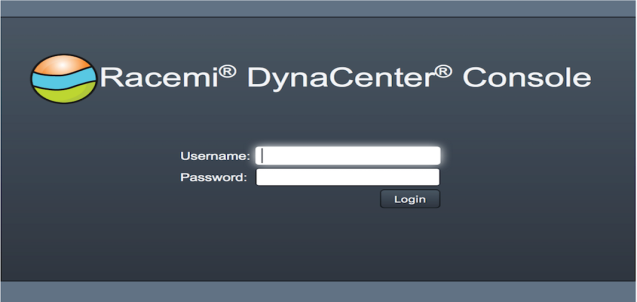 Racemi® DynaCenter® Console
Username:
Password:
Login